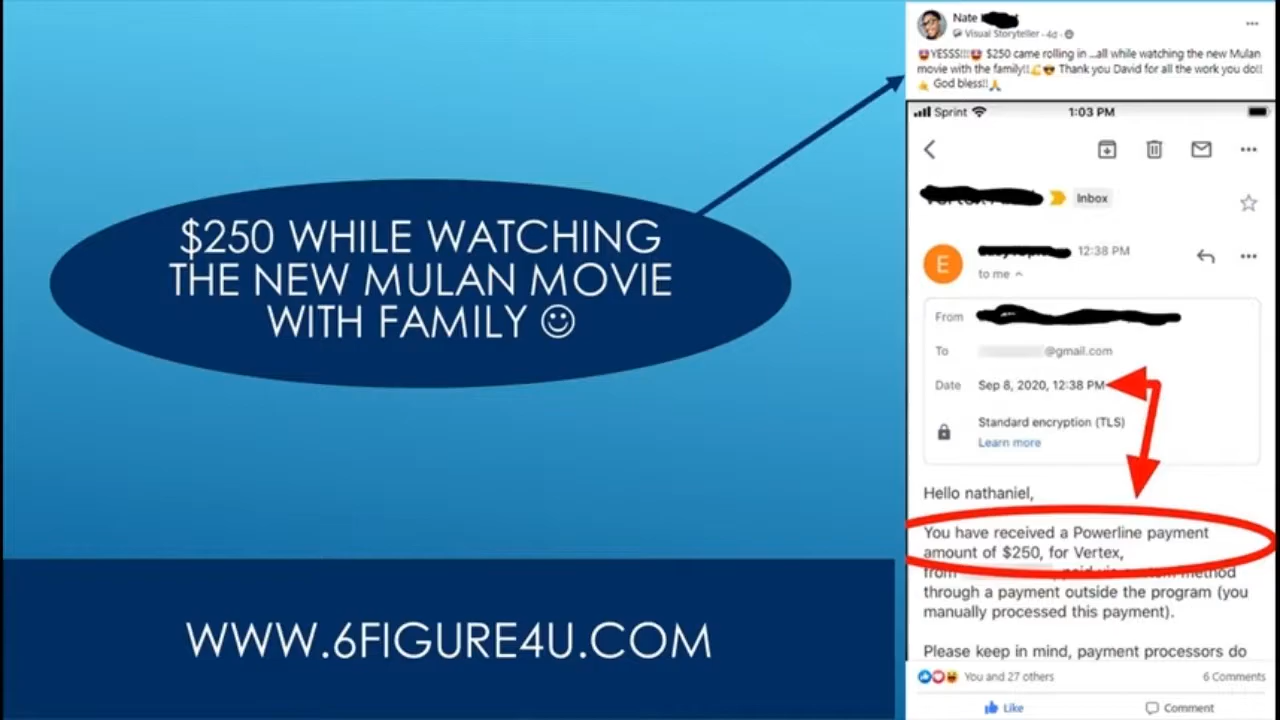 $250 WHILE WATCHING
THE NEW MULAN MOVIE
WITH FAMILY ☺
WWW.6FIGURE4U.COM
Nate
Visual Storyteller · 4d ·
😍YESSS!!!😍 $250 came rolling in ...all while watching the new Mulan
movie with the family!!💪😎 Thank you David for all the work you do!!
🤙 God bless!!🙏
Sprint 1:03 PM
Inbox
E
12:38 PM
to me
From
To @gmail.com
Date Sep 8, 2020, 12:38 PM
Standard encryption (TLS)
Learn more
Hello nathaniel,
You have received a Powerline payment
amount of $250, for Vertex,
from paid via custom method
through a payment outside the program (you
manually processed this payment).
Please keep in mind, payment processors do
You and 27 others 6 Comments
Like Comment